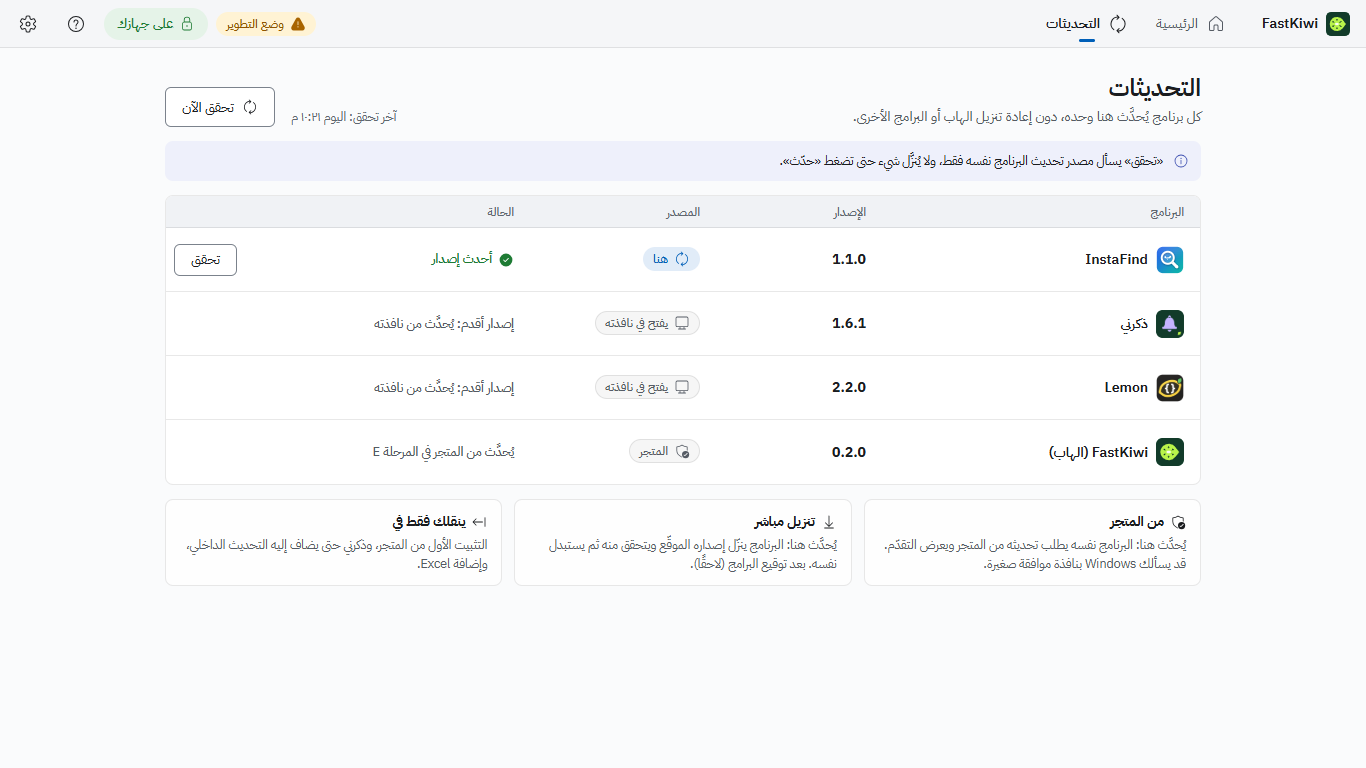 FastKiwi
الرئيسية
التحديثات
وضع التطوير
على جهازك
التحديثات
كل برنامج يُحدَّث هنا وحده، دون إعادة تنزيل الهاب أو البرامج الأخرى.
آخر تحقق: اليوم ١٠:٢١ م
تحقق الآن
«تحقق» يسأل مصدر تحديث البرنامج نفسه فقط، ولا يُنزَّل شيء حتى تضغط «حدّث».
البرنامج الإصدار المصدر الحالة
InstaFind 1.1.0 هنا أحدث إصدار تحقق
ذكرني 1.6.1 يفتح في نافذته إصدار أقدم: يُحدَّث من نافذته
Lemon 2.2.0 يفتح في نافذته إصدار أقدم: يُحدَّث من نافذته
FastKiwi (الهاب) 0.2.0 المتجر يُحدَّث من المتجر في المرحلة E
من المتجر
يُحدَّث هنا: البرنامج نفسه يطلب تحديثه من المتجر ويعرض التقدّم.
قد يسألك Windows بنافذة موافقة صغيرة.
تنزيل مباشر
يُحدَّث هنا: البرنامج ينزّل إصداره الموقّع ويتحقق منه ثم يستبدل
نفسه. بعد توقيع البرامج (لاحقًا).
ينقلك فقط في
التثبيت الأول من المتجر، وذكرني حتى يضاف إليه التحديث الداخلي،
وإضافة Excel.